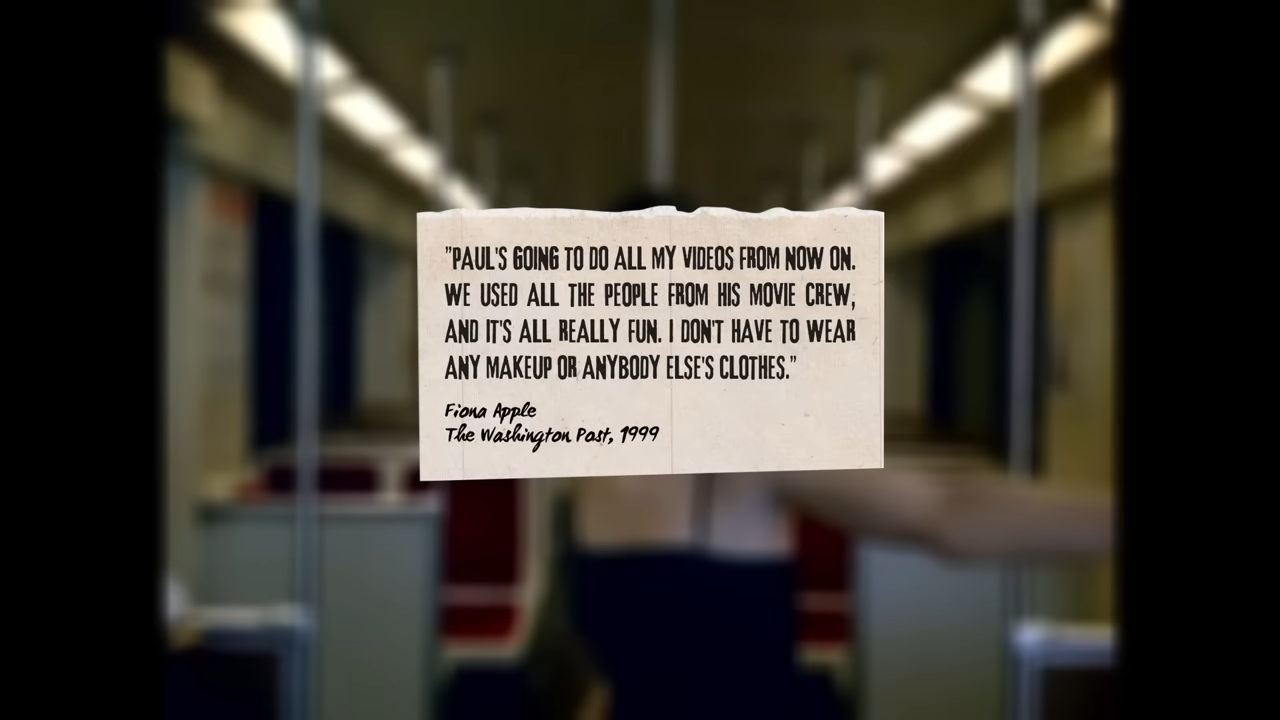 "PAUL'S GOING TO DO ALL MY VIDEOS FROM NOW ON.
WE USED ALL THE PEOPLE FROM HIS MOVIE CREW,
AND IT'S ALL REALLY FUN. I DON'T HAVE TO WEAR
ANY MAKEUP OR ANYBODY ELSE'S CLOTHES."
Fiona Apple
The Washington Post, 1999